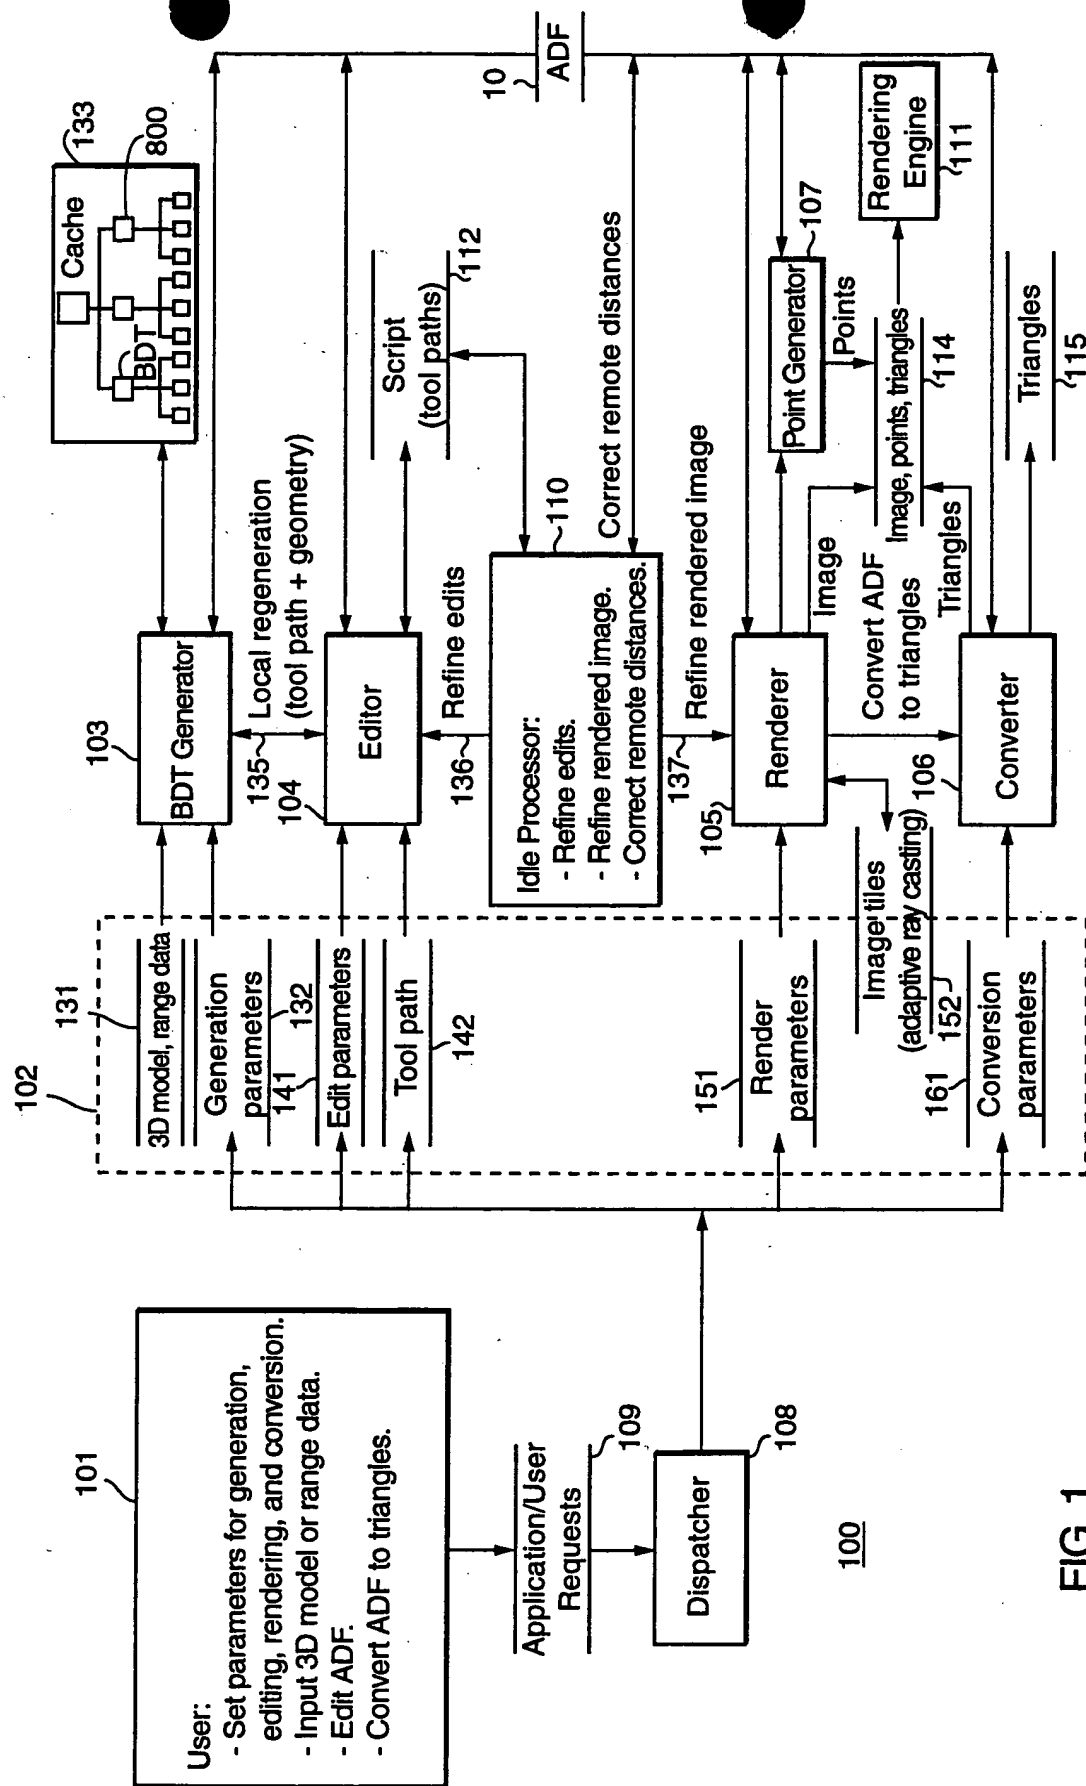 101
User:
- Set parameters for generation,
editing, rendering, and conversion.
- Input 3D model or range data.
- Edit ADF.
- Convert ADF to triangles.
Application/User
Requests
109
Dispatcher
108
100
FIG. 1
102
131
3D model, range data
Generation
parameters
132
141
Edit parameters
Tool path
142
151
Render
parameters
Image tiles
(adaptive ray casting)
152
161
Conversion
parameters
103
BDT Generator
135
Local regeneration
(tool path + geometry)
104
Editor
136
Refine edits
Idle Processor:
- Refine edits.
- Refine rendered image.
- Correct remote distances.
110
137
Refine rendered image
105
Renderer
106
Converter
Convert ADF
to triangles
Image
Triangles
Cache
133
BDT
800
Script
(tool paths)
112
Correct remote distances
10
ADF
Point Generator
107
Points
Image, points, triangles
114
Rendering
Engine
111
Triangles
115